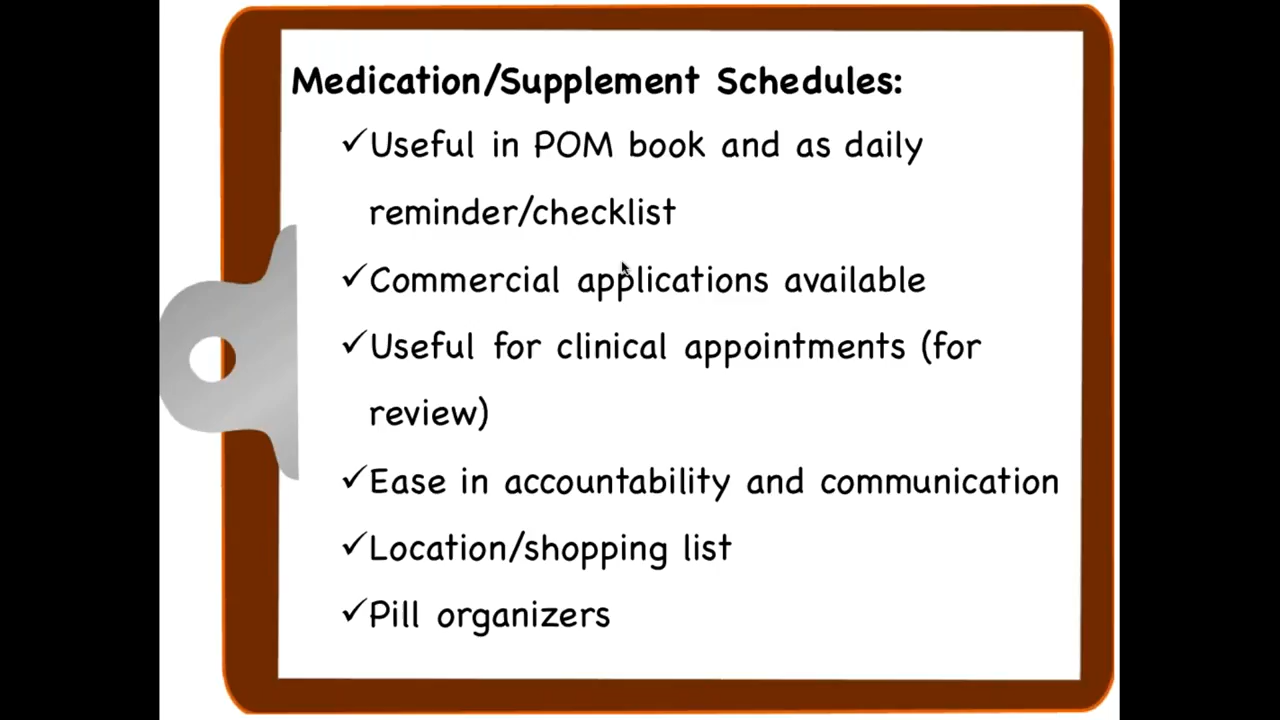 Medication/Supplement Schedules:
✓Useful in POM book and as daily
reminder/checklist
✓Commercial applications available
✓Useful for clinical appointments (for
review)
✓Ease in accountability and communication
✓Location/shopping list
✓Pill organizers